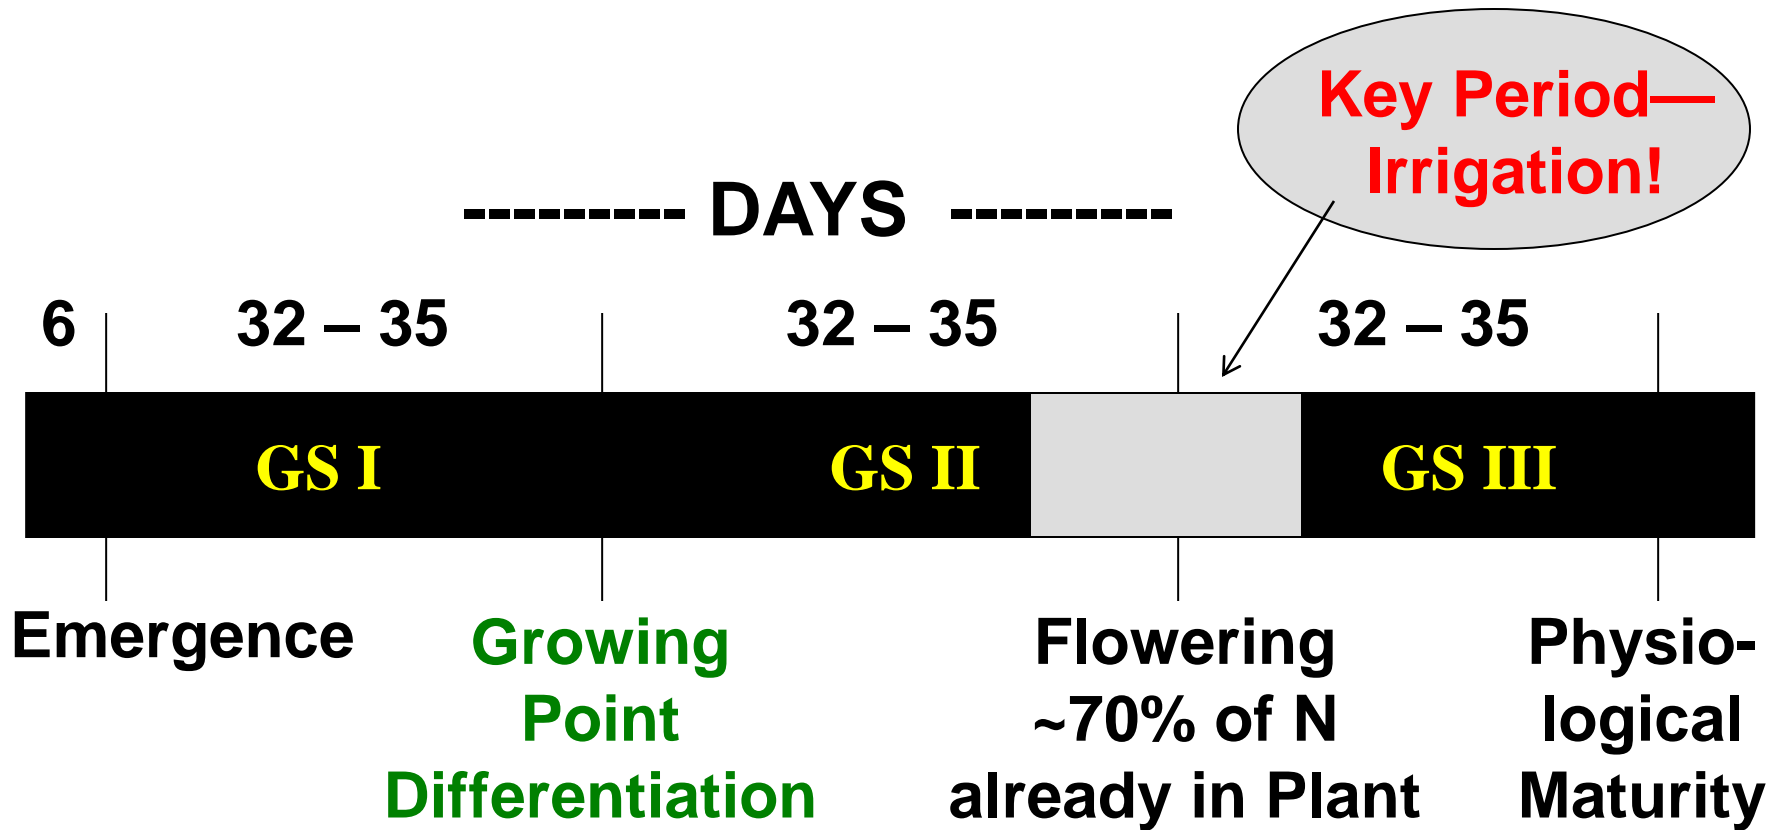 Key Period—
Irrigation!
--------- DAYS ---------
6 32 – 35 32 – 35 32 – 35
GS I GS II GS III
Emergence
Growing
Point
Differentiation
Flowering
~70% of N
already in Plant
Physio-
logical
Maturity